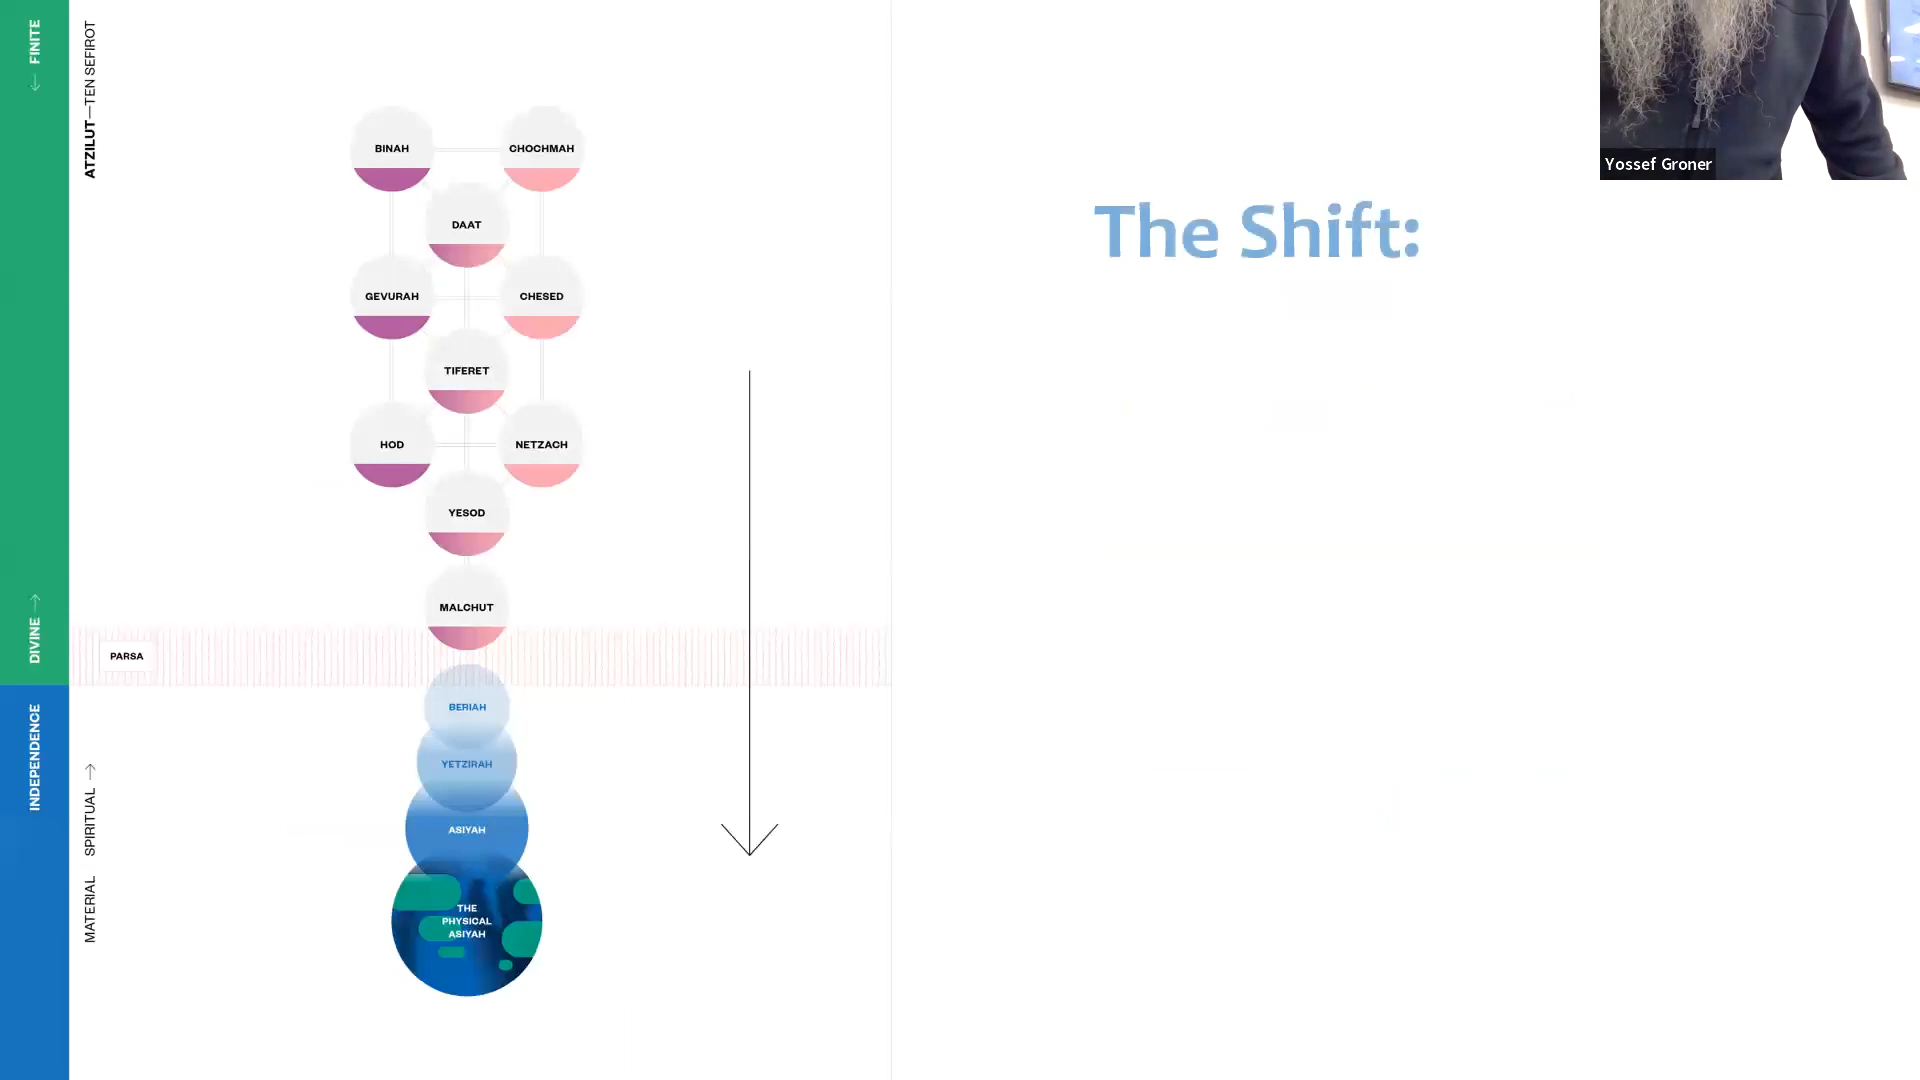 ← FINITE
ATZILUT—TEN SEFIROT
BINAH
CHOCHMAH
DAAT
GEVURAH
CHESED
TIFERET
HOD
NETZACH
YESOD
MALCHUT
DIVINE →
PARSA
INDEPENDENCE
BERIAH
YETZIRAH
ASIYAH
THE
PHYSICAL
ASIYAH
MATERIAL SPIRITUAL →
The Shift:
Yossef Groner